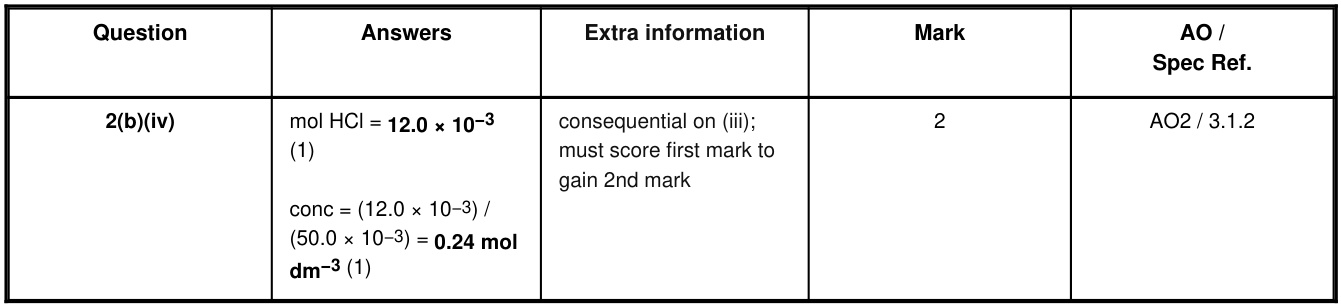 Question
Answers
Extra information
Mark
AO /
Spec Ref.
2(b)(iv)
mol HCl = 12.0 × 10⁻³
(1)
conc = (12.0 × 10⁻³) /
(50.0 × 10⁻³) = 0.24 mol
dm⁻³ (1)
consequential on (iii);
must score first mark to
gain 2nd mark
2
AO2 / 3.1.2